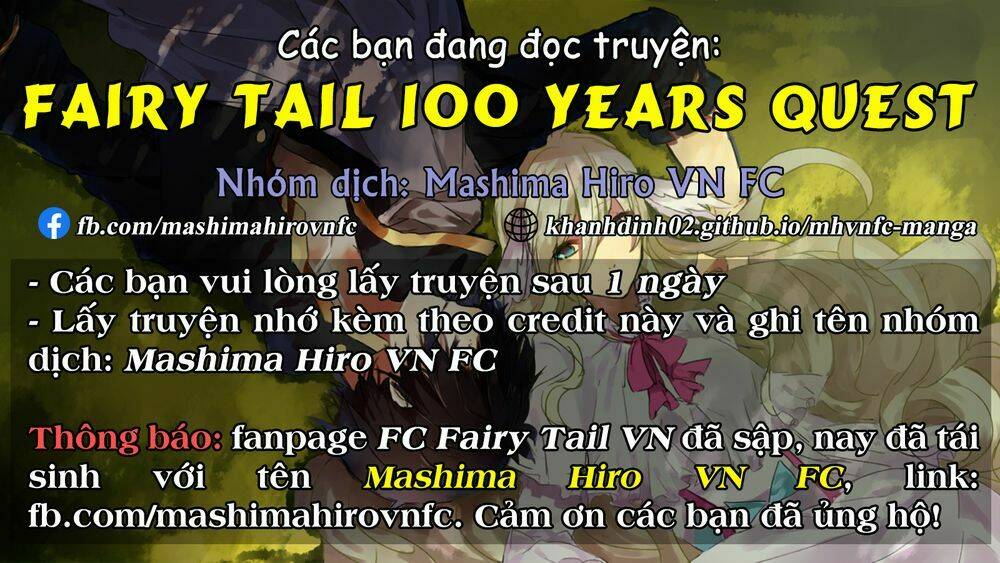 Các bạn đang đọc truyện:
FAIRY TAIL 100 YEARS QUEST
Nhóm dịch: Mashima Hiro VN FC
fb.com/mashimahirovnfc
khanhdinh02.github.io/mhvnfc-manga
- Các bạn vui lòng lấy truyện sau 1 ngày
- Lấy truyện nhớ kèm theo credit này và ghi tên nhóm
dịch: Mashima Hiro VN FC
Thông báo: fanpage FC Fairy Tail VN đã sập, nay đã tái
sinh với tên Mashima Hiro VN FC, link:
fb.com/mashimahirovnfc. Cảm ơn các bạn đã ủng hộ!